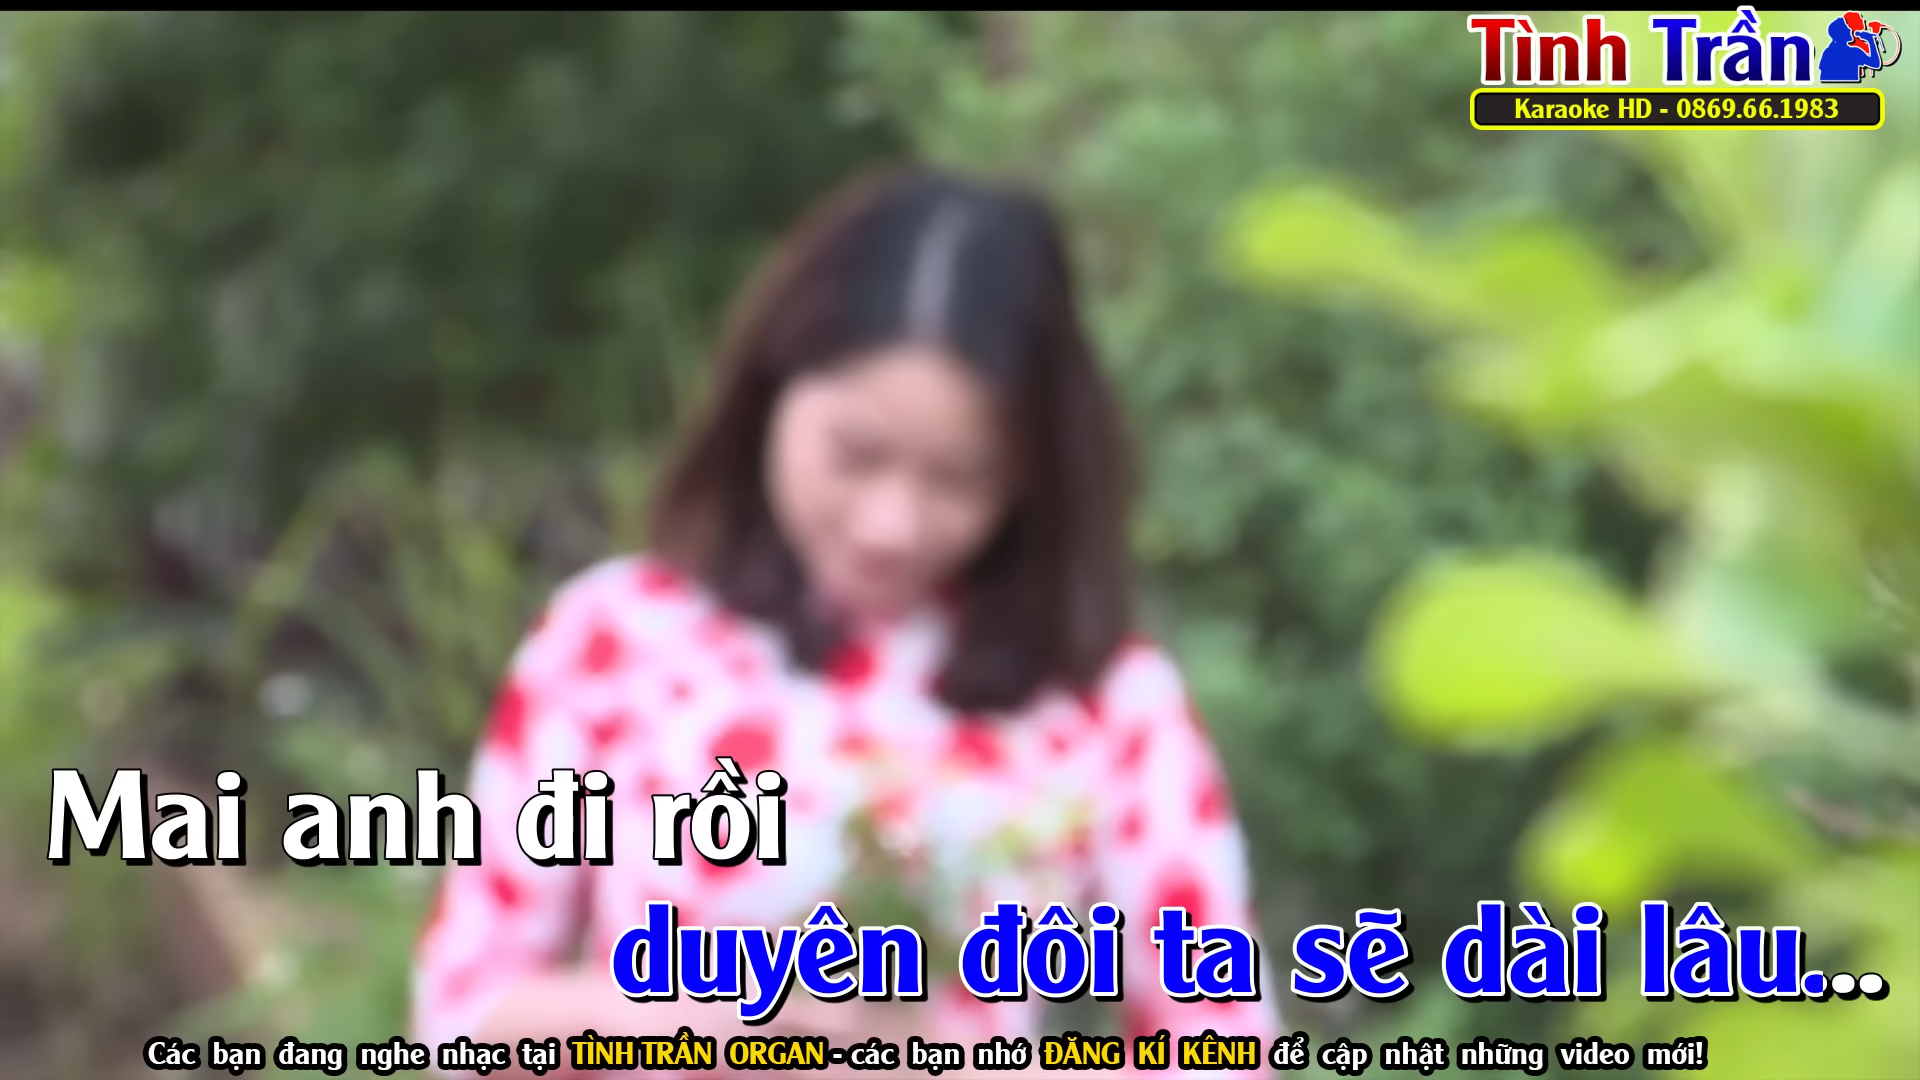 Tình Trần
Karaoke HD - 0869.66.1983
Mai anh đi rồi
duyên đôi ta sẽ dài lâu...
Các bạn đang nghe nhạc tại TÌNH TRẦN ORGAN - các bạn nhớ ĐĂNG KÍ KÊNH để cập nhật những video mới!